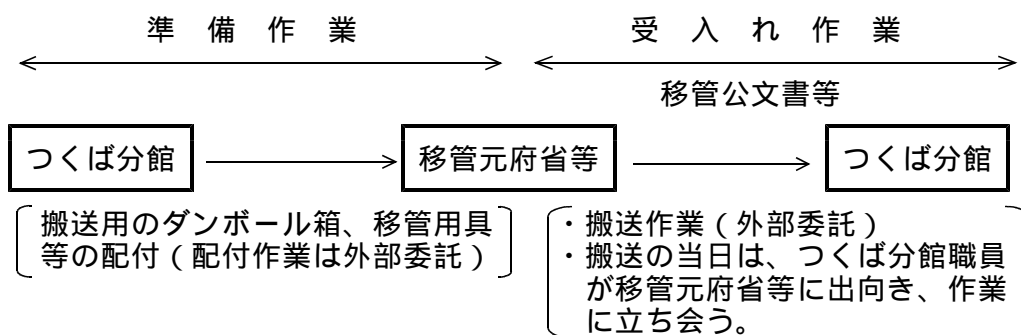 準備作業
受入れ作業
移管公文書等
つくば分館
移管元府省等
つくば分館
搬送用のダンボール箱、移管用具
等の配付（配付作業は外部委託）
・搬送作業（外部委託）
・搬送の当日は、つくば分館職員
が移管元府省等に出向き、作業
に立ち会う。